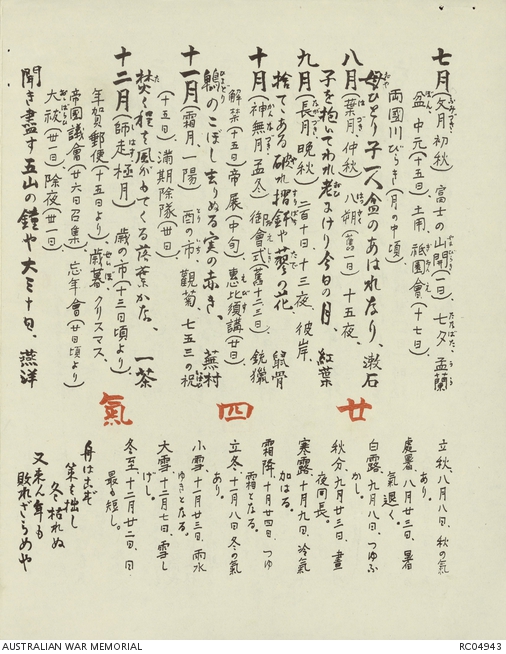 七月(文月初秋) 富士の山開(一日)、七夕、孟蘭
盆、中元(十五日)、土用、祇園會(十七日)、
両國川びらき(月の中頃)
母ひとり子一人盆のあはれなり、漱石
八月(葉月、仲秋) 八朔(舊一日) 十五夜、
子を抱いてわれ老にけり今日の月 紅葉
九月(長月、晩秋) 二百十日、十三夜、彼岸、
捨てゝある破れ摺鉢や蓼の花 鼠骨
十月(神無月孟冬) 御會式(舊十三日) 銃獵
解禁(十五日)、帝展(中旬) 惠比須講(廿日)、
鵯のこぼし去りぬる実の赤き、 蕪村
十一月(霜月、一陽) 酉の市、觀菊、七五三の祝
(十五日)、滿期除隊(廿日)、
焚く程は風がもてくる落葉かな、 一茶
十二月(師走極月) 歳の市(十三日頃より)、
年賀郵便(十五日より) 歳暮 クリスマス、
帝國議會(廿六日召集)、忘年會(廿日頃より)
大祓(丗一日)、除夜(丗一日)
聞き盡す五山の鐘や大三十日、燕洋
廿四氣
立秋、八月八日、秋の氣
あり。
處暑、八月廿三日、暑
氣退く。
白露、九月八日、つゆふ
かし。
秋分、九月廿三日、晝
夜同長。
寒露、十月九日、冷氣
加はる。
霜降、十月廿四日、つゆ
霜となる。
立冬、十一月八日、冬の氣
あり。
小雪、十一月廿三日、雨水
ゆきとなる。
大雪、十二月七日、雪し
げし。
冬至、十二月廿二日、日、
最も短し。
舟はこぞ
策を拙し
冬枯れぬ
又来ん年も
敗れざらめや
AUSTRALIAN WAR MEMORIAL
RC04943